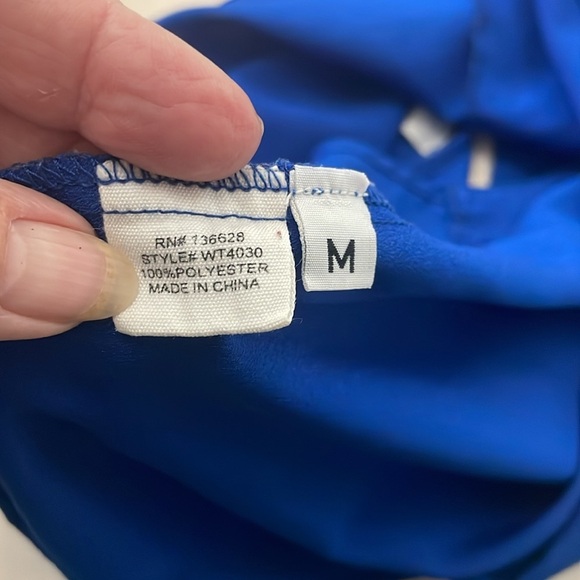 RN# 136628
STYLE# WT4030
100%POLYESTER
MADE IN CHINA
M